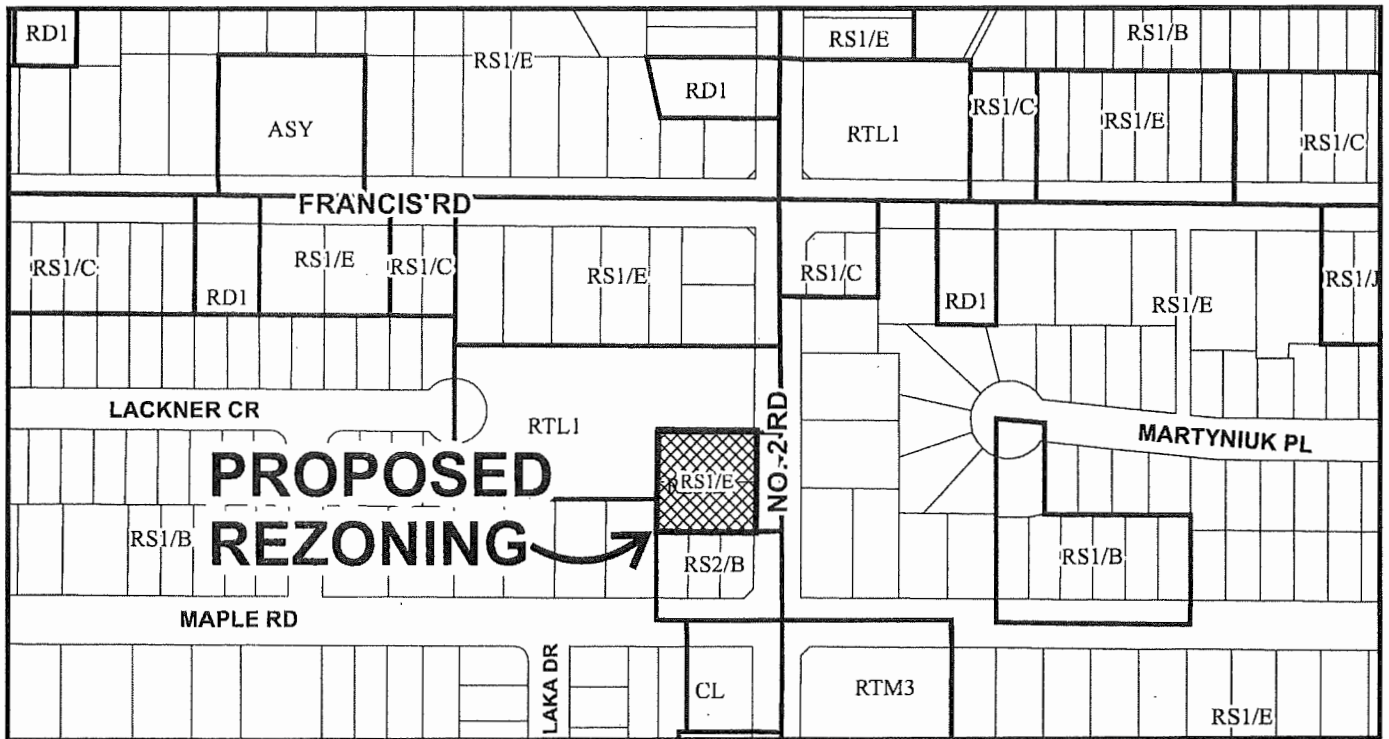 RD1
RS1/E
RS1/E
RS1/B
RD1
ASY
RTL1
RS1/C
RS1/E
RS1/C
FRANCIS RD
RS1/C
RD1
RS1/E
RS1/C
RS1/E
RS1/C
RD1
RS1/E
RS1/J
LACKNER CR
RTL1
NO. 2 RD
MARTYNIUK PL
PROPOSED
REZONING
RS1/E
RS1/B
RS2/B
RS1/B
MAPLE RD
LAKA DR
CL
RTM3
RS1/E